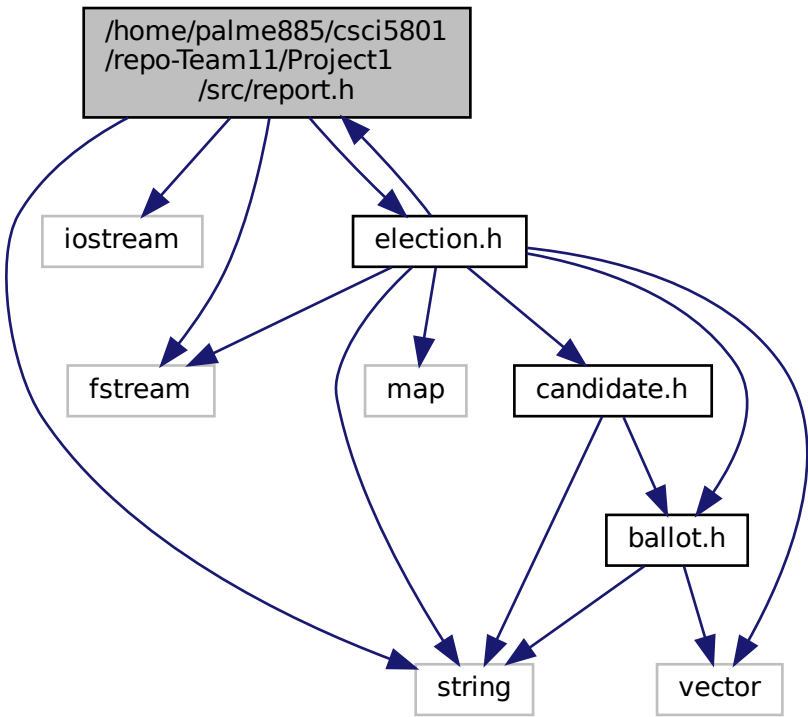 /home/palme885/csci5801
/repo-Team11/Project1
/src/report.h
iostream
election.h
fstream
map
candidate.h
ballot.h
string
vector